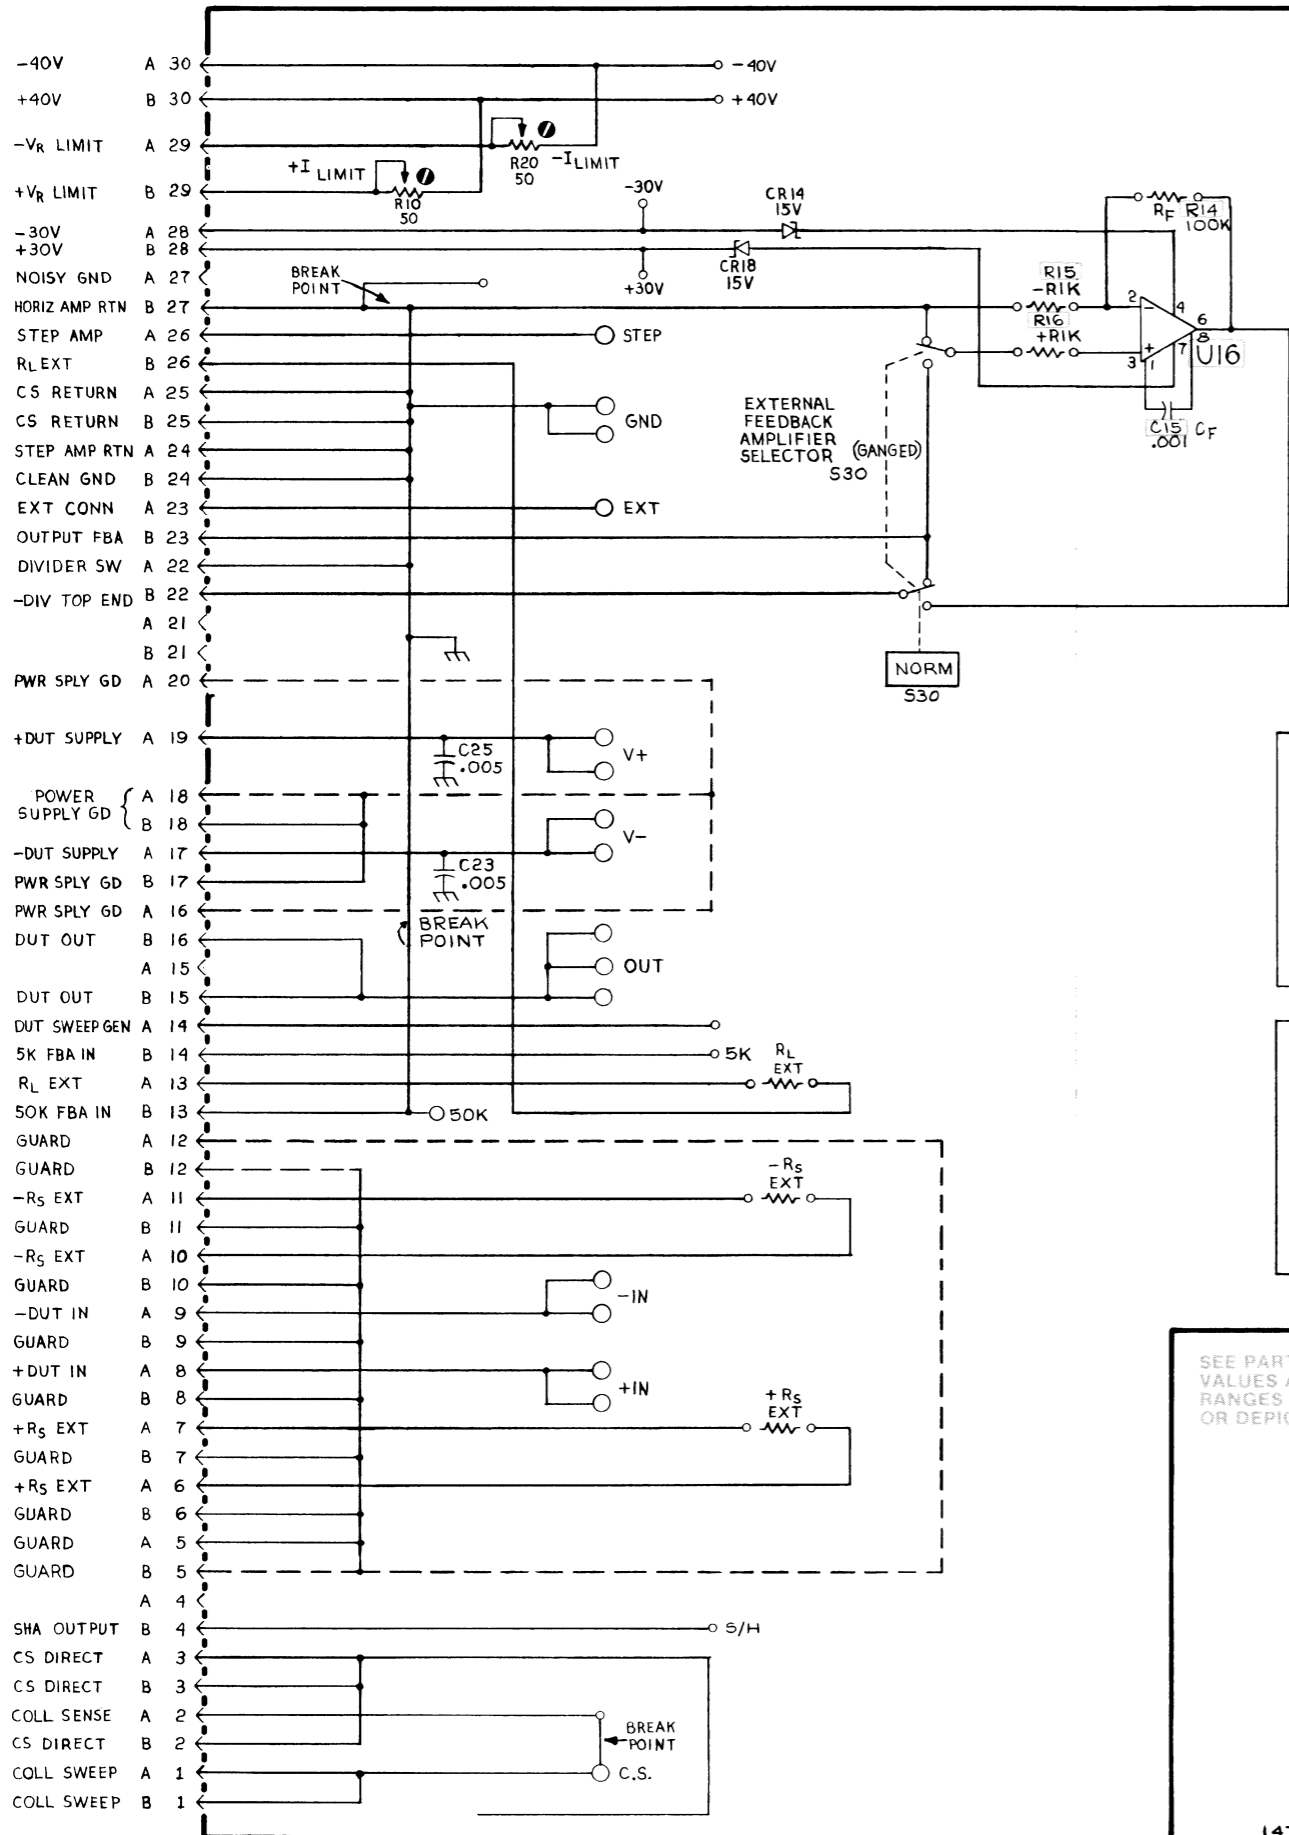 -40V A 30 -40V
+40V B 30 +40V
-VR LIMIT A 29
R20 -ILIMIT
50
+ILIMIT
+VR LIMIT B 29
R10
50
-30V
CR14
15V
RF R14
100K
-30V A 28
+30V B 28
CR18
15V
+30V
NOISY GND A 27
BREAK
POINT
R15
-R1K
HORIZ AMP RTN B 27
R16
+R1K
2 - 4
6
8
7
3 + 1
U16
STEP AMP A 26 STEP
RL EXT B 26
CS RETURN A 25
CS RETURN B 25
GND
C15 CF
.001
EXTERNAL
FEEDBACK
AMPLIFIER
SELECTOR (GANGED)
S30
STEP AMP RTN A 24
CLEAN GND B 24
EXT CONN A 23 EXT
OUTPUT FBA B 23
DIVIDER SW A 22
-DIV TOP END B 22
A 21
B 21
NORM
S30
PWR SPLY GD A 20
+DUT SUPPLY A 19
C25
.005
V+
POWER
SUPPLY GD
A 18
B 18
V-
-DUT SUPPLY A 17
C23
.005
PWR SPLY GD B 17
PWR SPLY GD A 16
BREAK
POINT
DUT OUT B 16
A 15
OUT
DUT OUT B 15
DUT SWEEP GEN A 14
5K FBA IN B 14 5K
RL
EXT
RL EXT A 13
50K FBA IN B 13 50K
GUARD A 12
GUARD B 12
-RS
EXT
-RS EXT A 11
GUARD B 11
-RS EXT A 10
GUARD B 10
-IN
-DUT IN A 9
GUARD B 9
+DUT IN A 8
+IN
GUARD B 8
+RS
EXT
+RS EXT A 7
GUARD B 7
+RS EXT A 6
GUARD B 6
GUARD A 5
GUARD B 5
A 4
SHA OUTPUT B 4 S/H
CS DIRECT A 3
CS DIRECT B 3
COLL SENSE A 2
BREAK
POINT
CS DIRECT B 2
COLL SWEEP A 1 C.S.
COLL SWEEP B 1
SEE PAR
VALUES
RANGES
OR DEPI